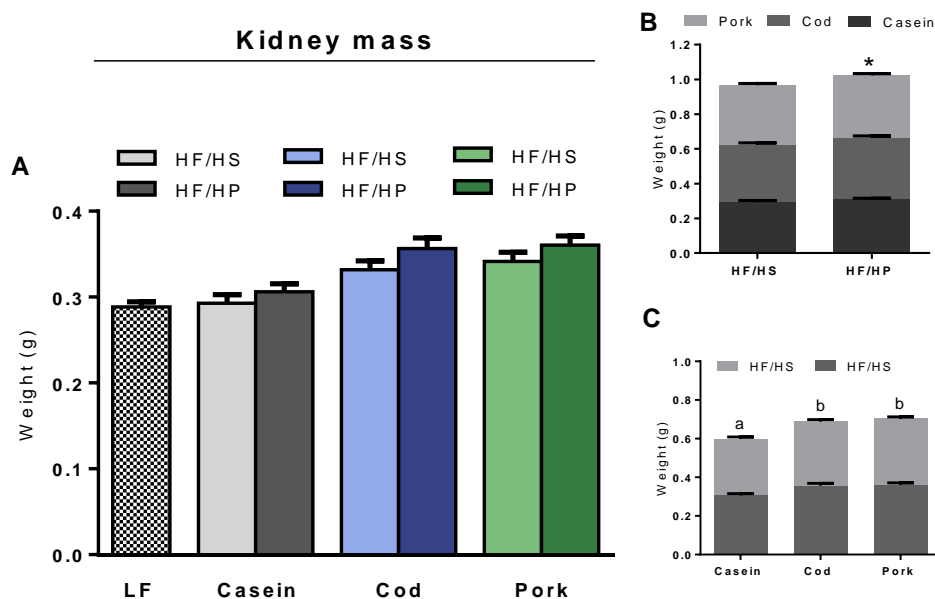 Kidney mass
A
HF/HS HF/HS HF/HS
HF/HP HF/HP HF/HP
0.4
0.3
0.2
0.1
0.0
Weight (g)
LF Casein Cod Pork
B
Pork Cod Casein
1.2
1.0
0.8
0.6
0.4
0.2
0.0
Weight (g)
*
HF/HS HF/HP
C
HF/HS HF/HS
1.0
0.8
0.6
0.4
0.2
0.0
Weight (g)
a b b
Casein Cod Pork